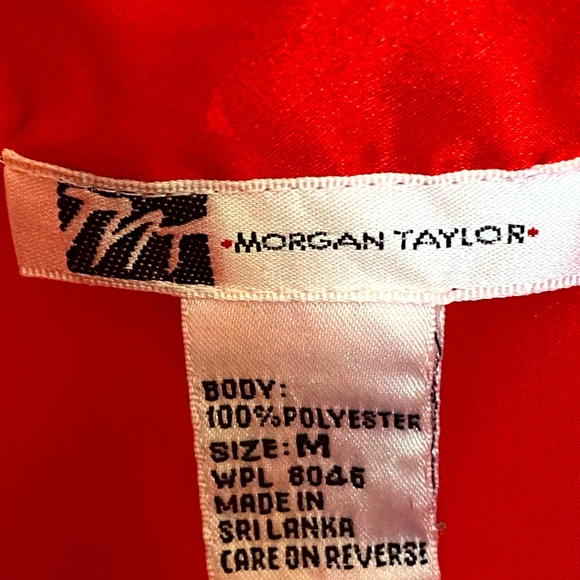 •MORGAN TAYLOR•
BODY:
100%POLYESTER
SIZE: M
WPL 8046
MADE IN
SRI LANKA
CARE ON REVERSE